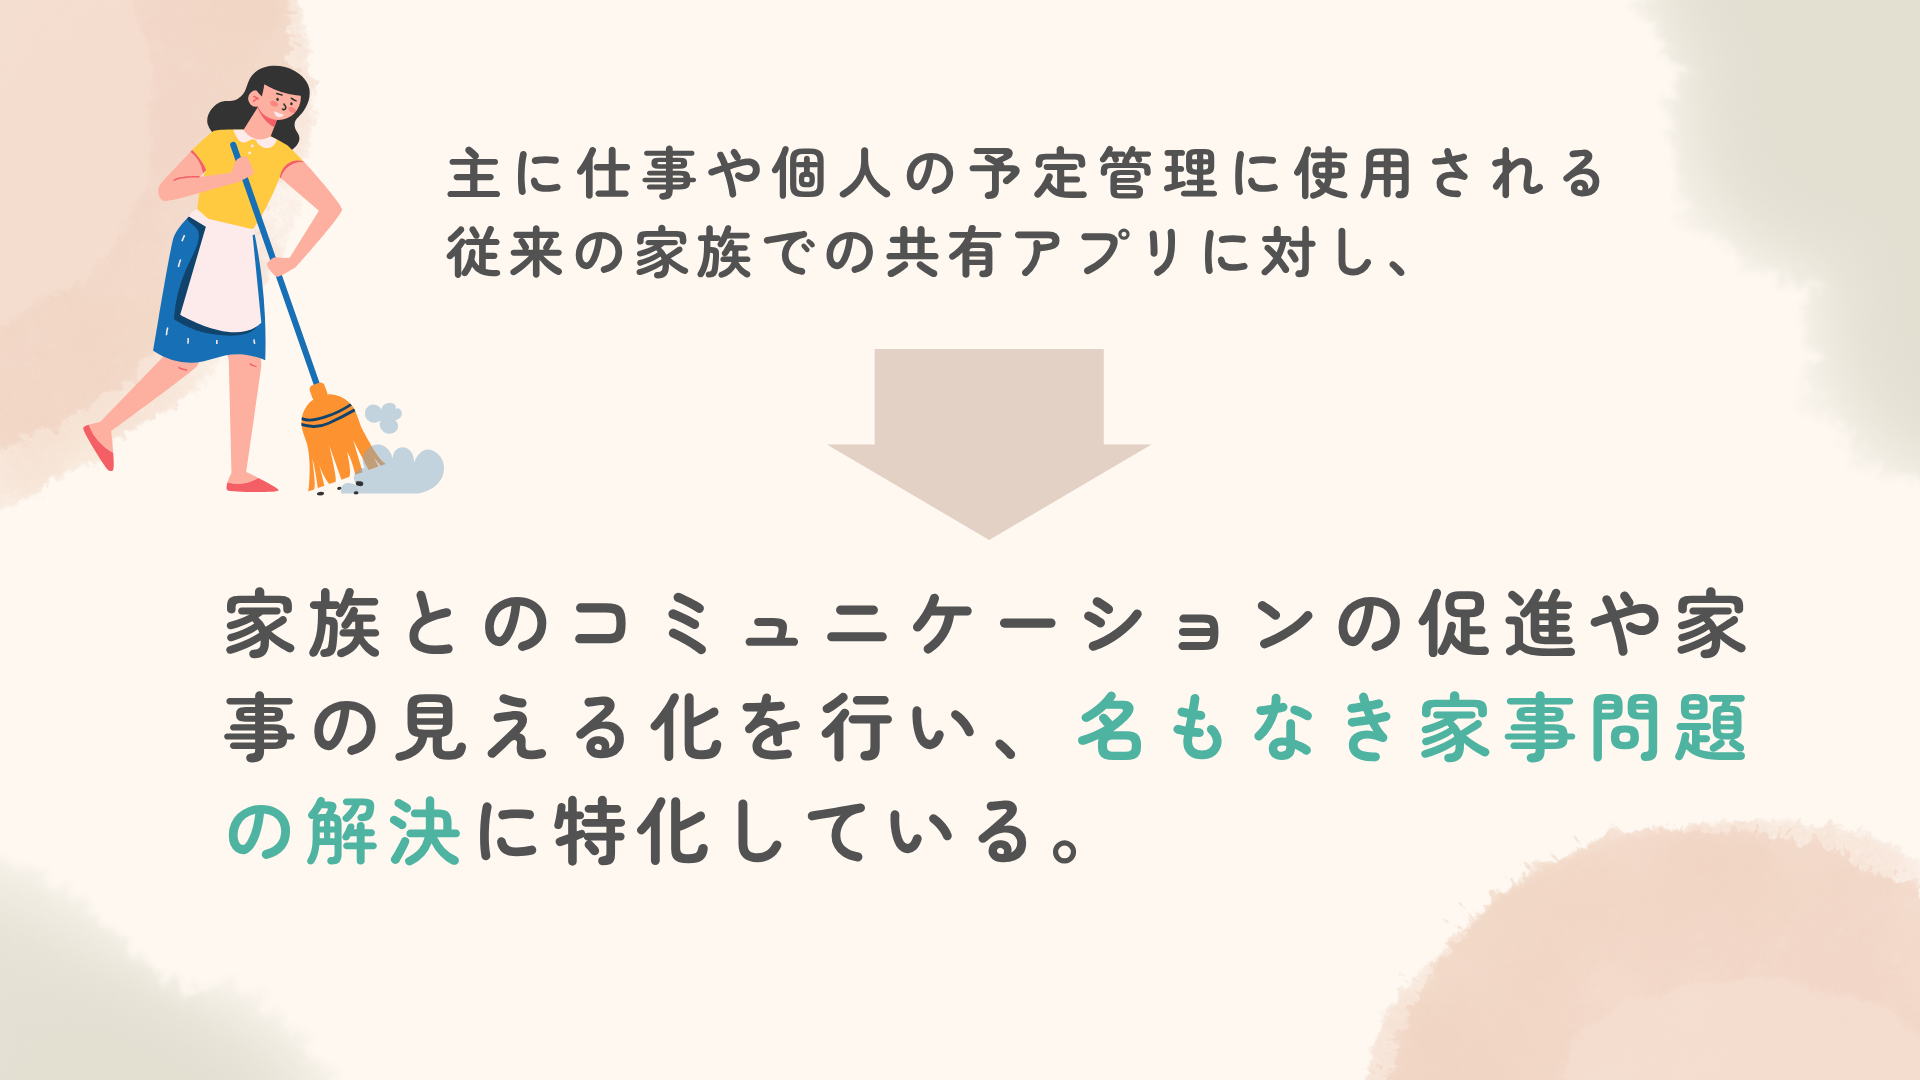 主に仕事や個人の予定管理に使用される
従来の家族での共有アプリに対し、
家族とのコミュニケーションの促進や家
事の見える化を行い、名もなき家事問題
の解決に特化している。